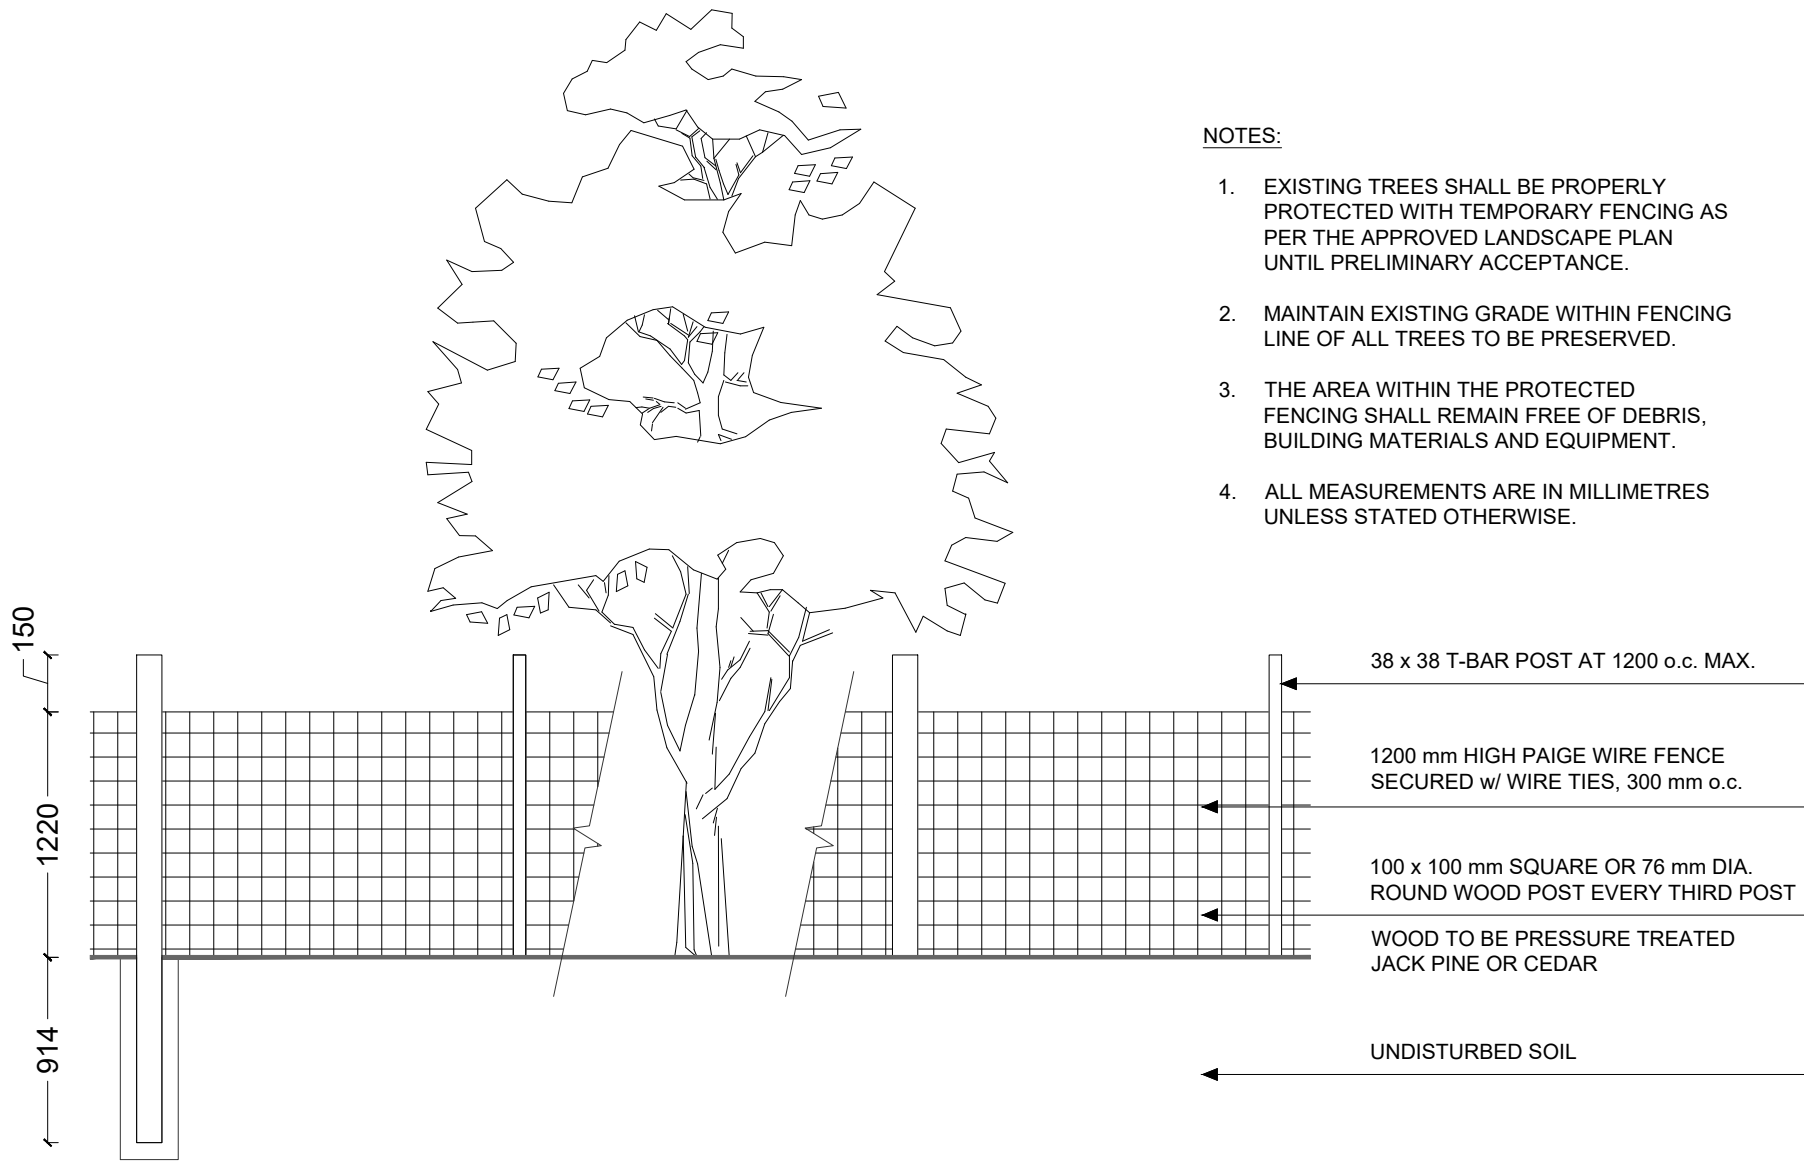 NOTES:
1. EXISTING TREES SHALL BE PROPERLY
PROTECTED WITH TEMPORARY FENCING AS
PER THE APPROVED LANDSCAPE PLAN
UNTIL PRELIMINARY ACCEPTANCE.
2. MAINTAIN EXISTING GRADE WITHIN FENCING
LINE OF ALL TREES TO BE PRESERVED.
3. THE AREA WITHIN THE PROTECTED
FENCING SHALL REMAIN FREE OF DEBRIS,
BUILDING MATERIALS AND EQUIPMENT.
4. ALL MEASUREMENTS ARE IN MILLIMETRES
UNLESS STATED OTHERWISE.
150
1220
914
38 x 38 T-BAR POST AT 1200 o.c. MAX.
1200 mm HIGH PAIGE WIRE FENCE
SECURED w/ WIRE TIES, 300 mm o.c.
100 x 100 mm SQUARE OR 76 mm DIA.
ROUND WOOD POST EVERY THIRD POST
WOOD TO BE PRESSURE TREATED
JACK PINE OR CEDAR
UNDISTURBED SOIL